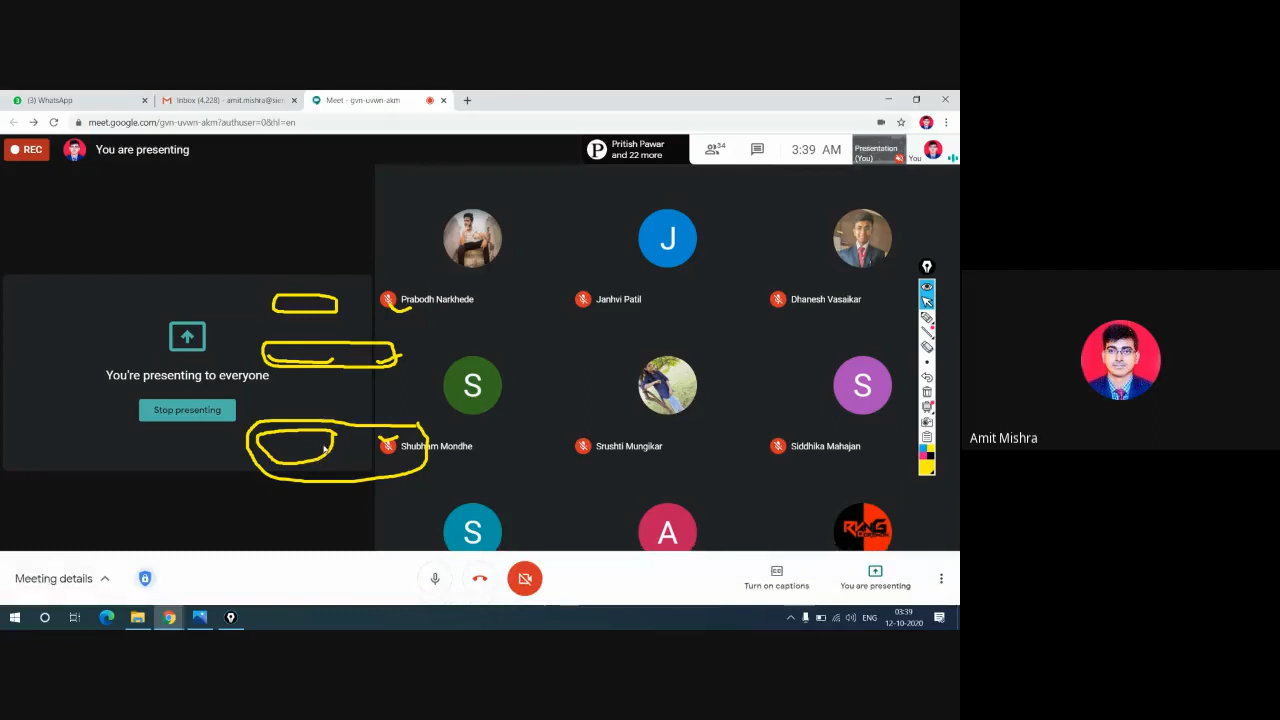 (3) WhatsApp
Inbox (4,228) - amit.mishra@sie
Meet - gvn-uvwn-akm
meet.google.com/gvn-uvwn-akm?authuser=0&hl=en
REC
You are presenting
P
Pritish Pawar
and 22 more
34
3:39 AM
Presentation
(You)
You
J
Prabodh Narkhede
Janhvi Patil
Dhanesh Vasaikar
You're presenting to everyone
Stop presenting
S
S
Shubham Mondhe
Srushti Mungikar
Siddhika Mahajan
Amit Mishra
S
A
Meeting details
Turn on captions
You are presenting
ENG
03:39
12-10-2020